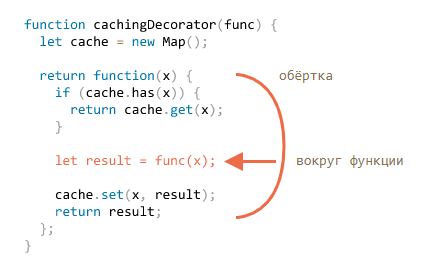 function cachingDecorator(func) {
  let cache = new Map();

  return function(x) {
    if (cache.has(x)) {
      return cache.get(x);
    }

    let result = func(x);

    cache.set(x, result);
    return result;
  };
}
обёртка
вокруг функции